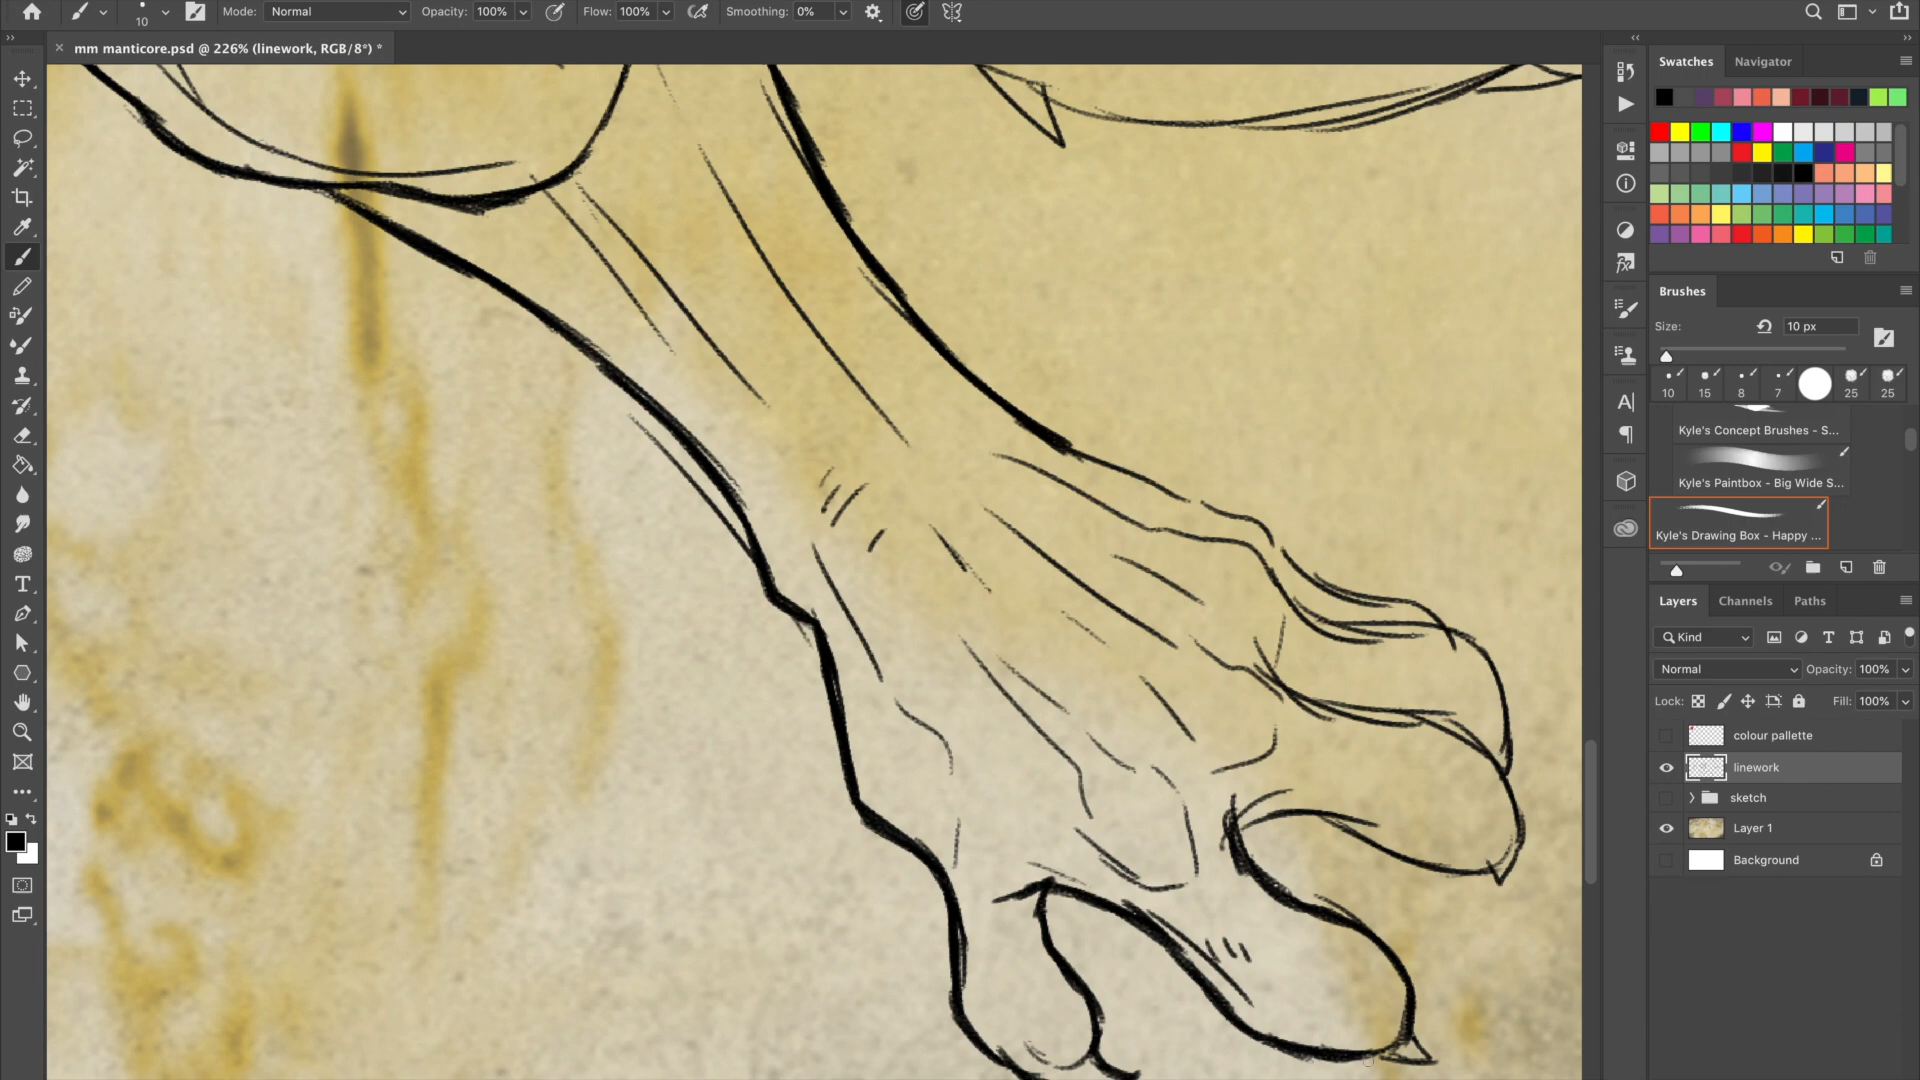 10
Mode: Normal
Opacity: 100%
Flow: 100%
Smoothing: 0%
mm manticore.psd @ 226% (linework, RGB/8*) *
Swatches
Navigator
Brushes
Size:
10 px
10
15
8
7
25
25
Kyle's Concept Brushes - S...
Kyle's Paintbox - Big Wide S...
Kyle's Drawing Box - Happy ...
Layers
Channels
Paths
Kind
Normal
Opacity: 100%
Lock:
Fill: 100%
colour pallette
linework
sketch
Layer 1
Background